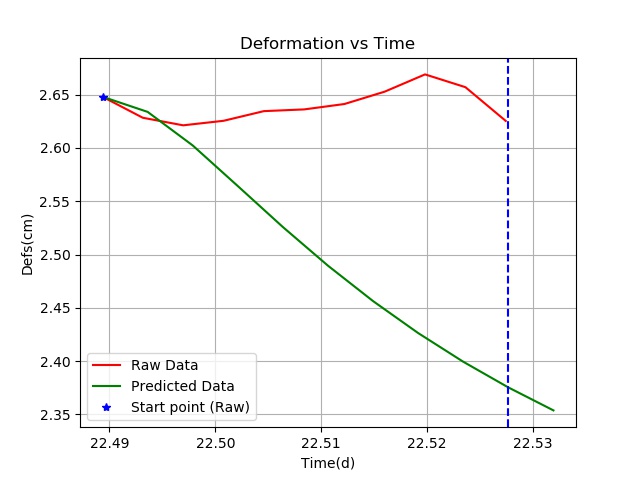 Deformation vs Time
Defs(cm)
2.65
2.60
2.55
2.50
2.45
2.40
2.35
Raw Data
Predicted Data
Start point (Raw)
22.49 22.50 22.51 22.52 22.53
Time(d)